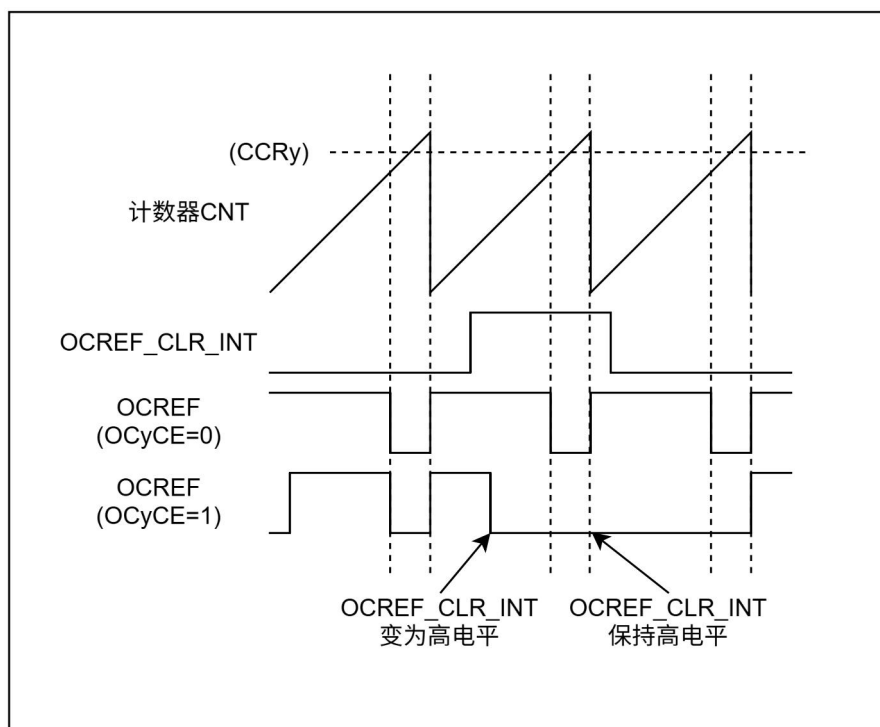 (CCRy)
计数器CNT
OCREF_CLR_INT
OCREF
(OCyCE=0)
OCREF
(OCyCE=1)
OCREF_CLR_INT
变为高电平
OCREF_CLR_INT
保持高电平